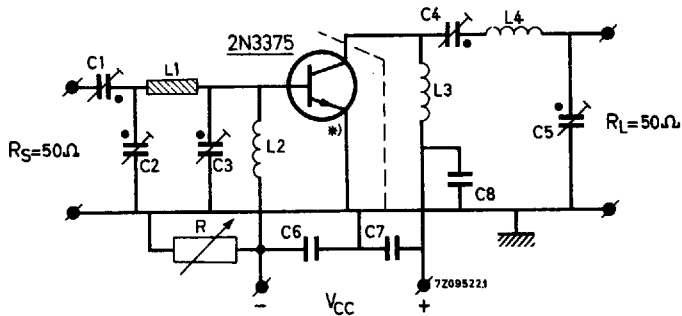 C4
L4
2N3375
C1
L1
L3
*)
R_S=50Ω
C2
C3
L2
C5
R_L=50Ω
C8
R
C6
C7
7Z09522.1
−
V_CC
+